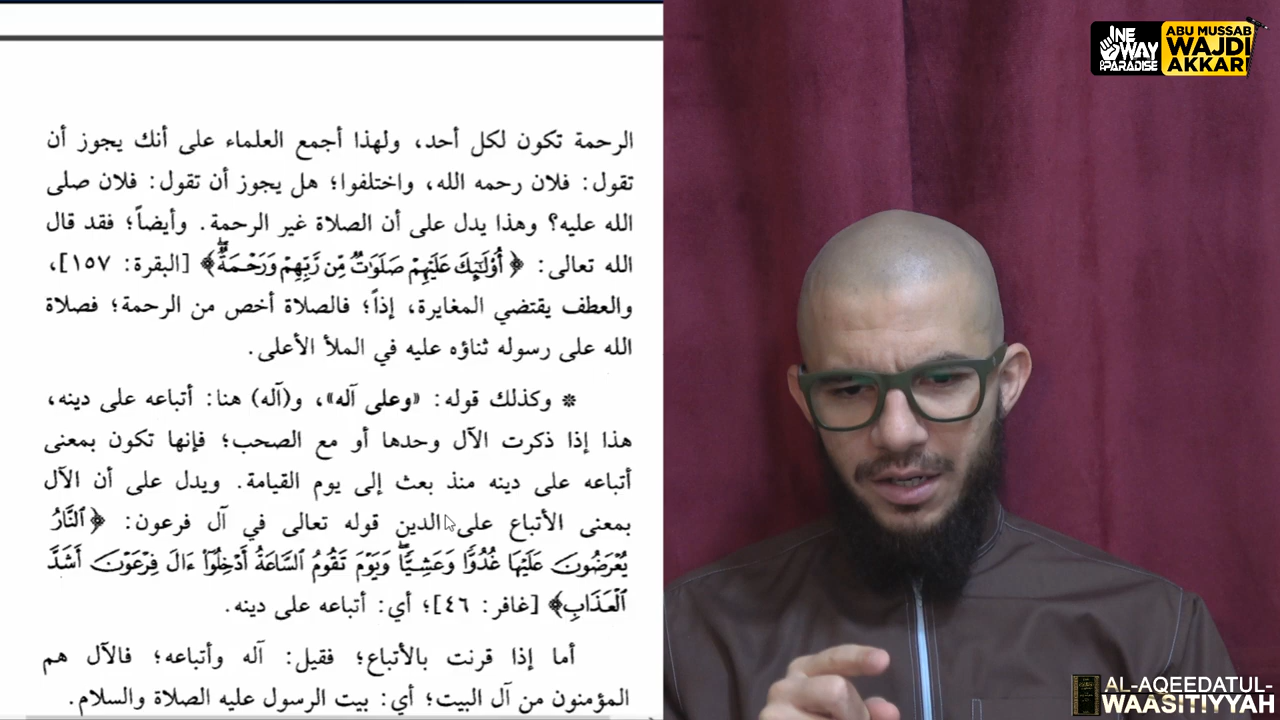 الرحمة تكون لكل أحد، ولهذا أجمع العلماء على أنك يجوز أن
تقول: فلان رحمه الله، واختلفوا؛ هل يجوز أن تقول: فلان صلى
الله عليه؟ وهذا يدل على أن الصلاة غير الرحمة. وأيضاً؛ فقد قال
الله تعالى: ﴿أُوْلَٰٓئِكَ عَلَيْهِمْ صَلَوَٰتٌ مِّن رَّبِّهِمْ وَرَحْمَةٌۖ﴾ [البقرة: ١٥٧]،
والعطف يقتضي المغايرة، إذاً؛ فالصلاة أخص من الرحمة؛ فصلاة
الله على رسوله ثناؤه عليه في الملأ الأعلى.
* وكذلك قوله: «وعلى آله»، و(آله) هنا: أتباعه على دينه،
هذا إذا ذكرت الآل وحدها أو مع الصحب؛ فإنها تكون بمعنى
أتباعه على دينه منذ بعث إلى يوم القيامة. ويدل على أن الآل
بمعنى الأتباع على الدين قوله تعالى في آل فرعون: ﴿ٱلنَّارُ
يُعْرَضُونَ عَلَيْهَا غُدُوًّا وَعَشِيًّاۖ وَيَوْمَ تَقُومُ ٱلسَّاعَةُ أَدْخِلُوٓاْ ءَالَ فِرْعَوْنَ أَشَدَّ
ٱلْعَذَابِ﴾ [غافر: ٤٦]؛ أي: أتباعه على دينه.
أما إذا قرنت بالأتباع؛ فقيل: آله وأتباعه؛ فالآل هم
المؤمنون من آل البيت؛ أي: بيت الرسول عليه الصلاة والسلام.
ONE
WAY
TO PARADISE
ABU MUSSAB
WAJDI
AKKARI
AL-AQEEDATUL-
WAASITIYYAH